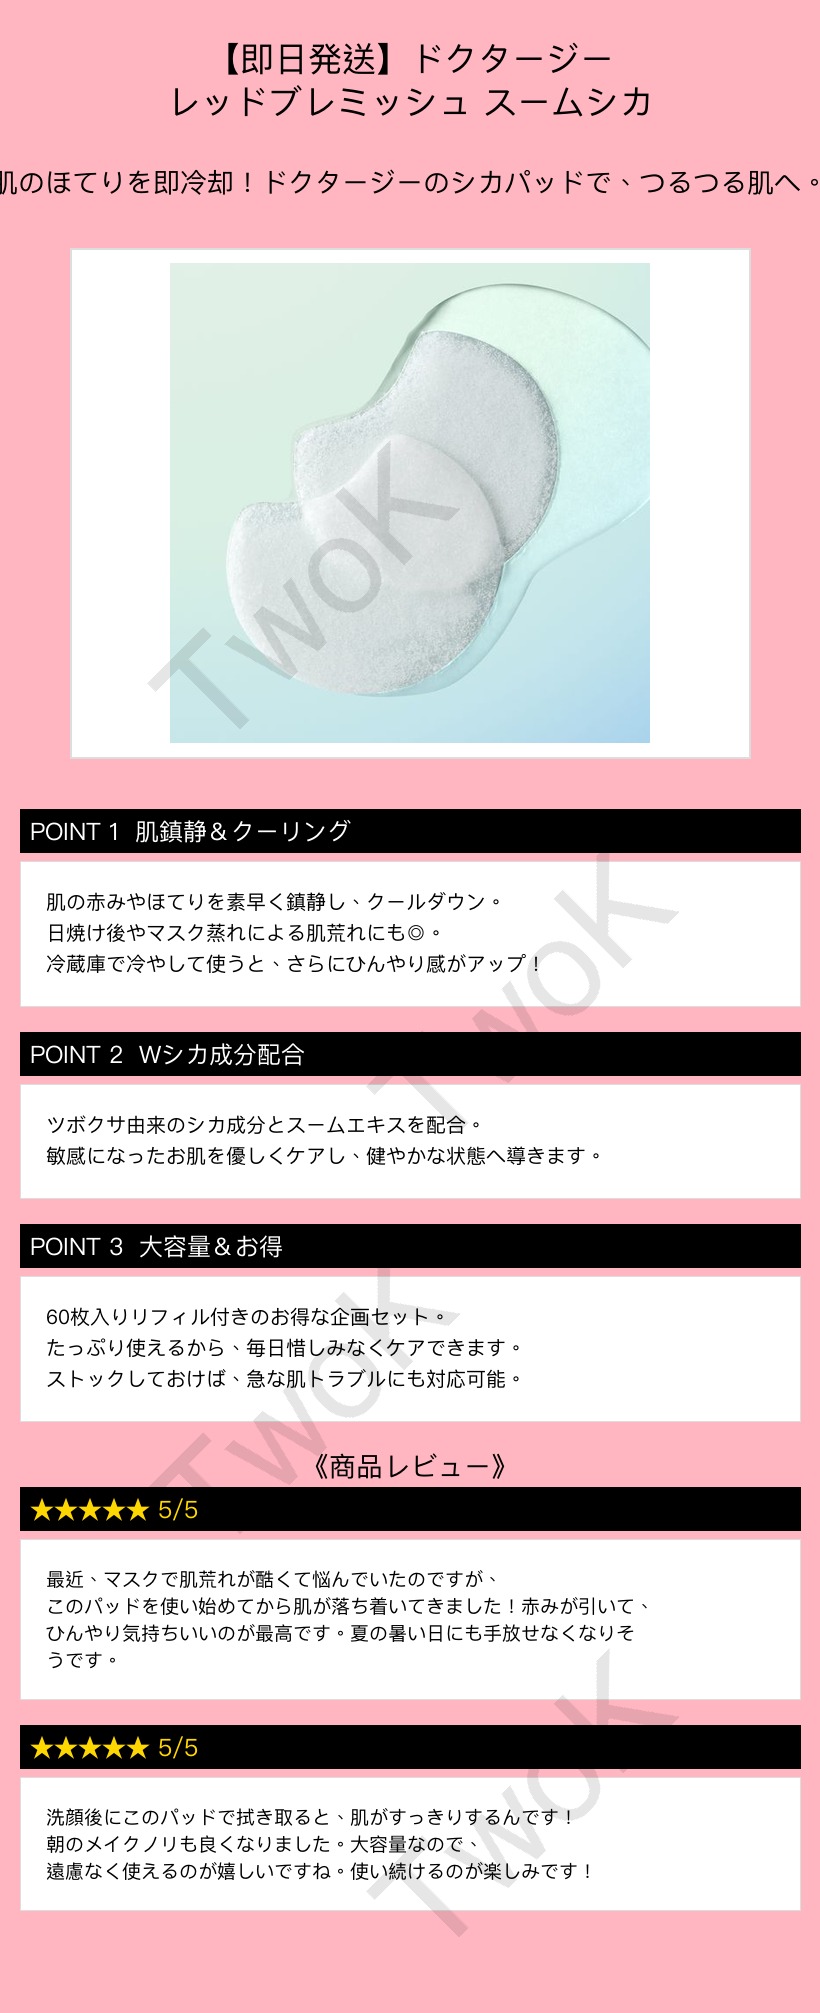 【即日発送】ドクタージー
レッドブレミッシュ スームシカ
肌のほてりを即冷却！ドクタージーのシカパッドで、つるつる肌へ。
TwoK
POINT 1 肌鎮静＆クーリング
肌の赤みやほてりを素早く鎮静し、クールダウン。
日焼け後やマスク蒸れによる肌荒れにも◎。
冷蔵庫で冷やして使うと、さらにひんやり感がアップ！
TwoK
POINT 2 Wシカ成分配合
ツボクサ由来のシカ成分とスームエキスを配合。
敏感になったお肌を優しくケアし、健やかな状態へ導きます。
POINT 3 大容量＆お得
60枚入りリフィル付きのお得な企画セット。
たっぷり使えるから、毎日惜しみなくケアできます。
ストックしておけば、急な肌トラブルにも対応可能。
TwoK
《商品レビュー》
★★★★★ 5/5
最近、マスクで肌荒れが酷くて悩んでいたのですが、
このパッドを使い始めてから肌が落ち着いてきました！赤みが引いて、
ひんやり気持ちいいのが最高です。夏の暑い日にも手放せなくなりそ
うです。
★★★★★ 5/5
洗顔後にこのパッドで拭き取ると、肌がすっきりするんです！
朝のメイクノリも良くなりました。大容量なので、
遠慮なく使えるのが嬉しいですね。使い続けるのが楽しみです！
TwoK